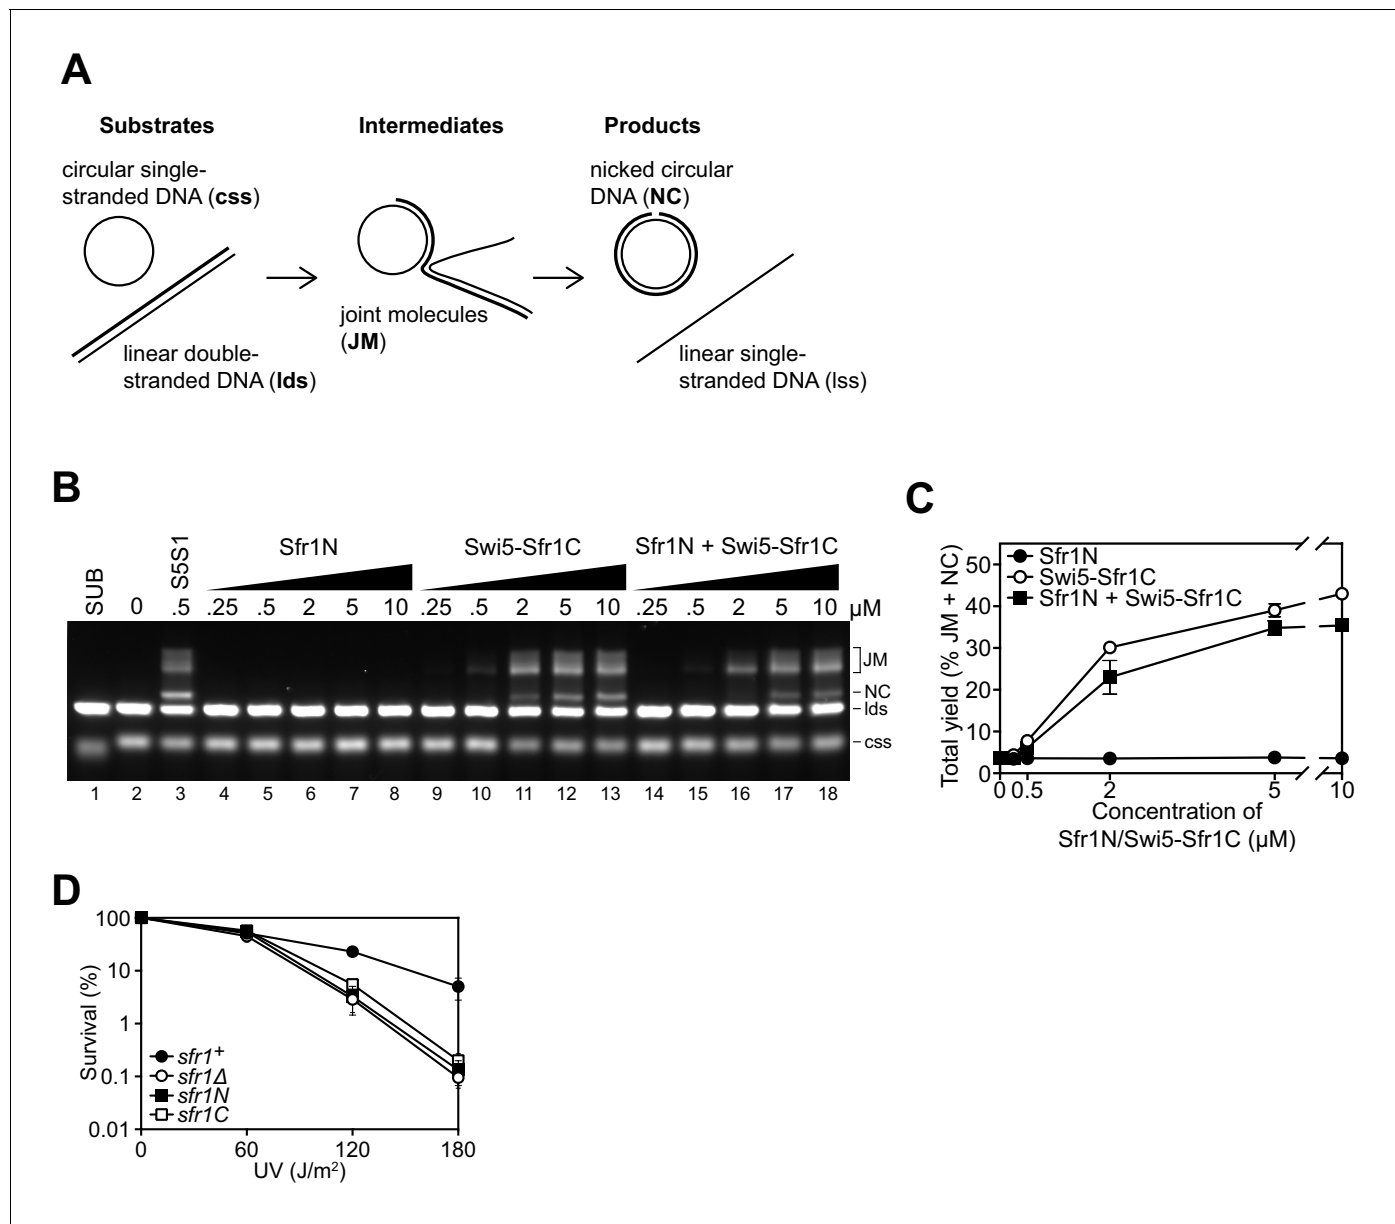 A
Substrates
Intermediates
Products
circular single-
stranded DNA (css)
nicked circular
DNA (NC)
joint molecules
(JM)
linear double-
stranded DNA (lds)
linear single-
stranded DNA (lss)
B
SUB
S5S1
Sfr1N
Swi5-Sfr1C
Sfr1N + Swi5-Sfr1C
0 .5 .25 .5 2 5 10 .25 .5 2 5 10 .25 .5 2 5 10 µM
JM
NC
lds
css
1 2 3 4 5 6 7 8 9 10 11 12 13 14 15 16 17 18
C
Total yield (% JM + NC)
50
40
30
20
10
0
Sfr1N
Swi5-Sfr1C
Sfr1N + Swi5-Sfr1C
0 0.5 2 5 10
Concentration of
Sfr1N/Swi5-Sfr1C (µM)
D
Survival (%)
100
10
1
0.1
0.01
sfr1+
sfr1Δ
sfr1N
sfr1C
0 60 120 180
UV (J/m²)